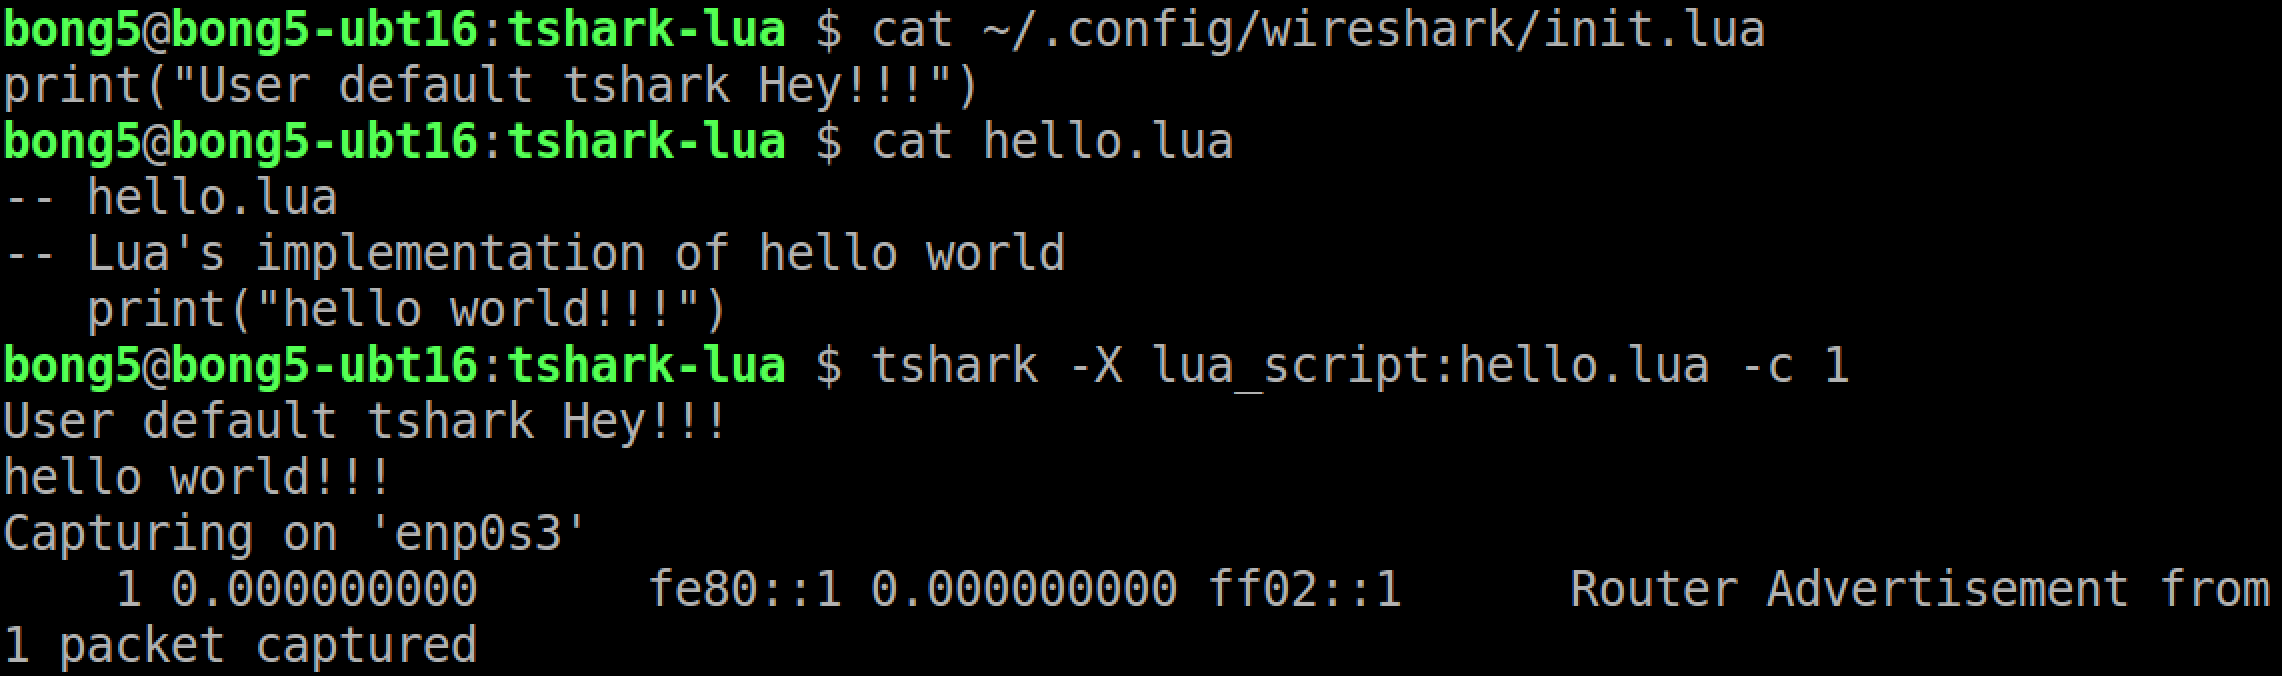 bong5@bong5-ubt16:tshark-lua $ cat ~/.config/wireshark/init.lua
print("User default tshark Hey!!!")
bong5@bong5-ubt16:tshark-lua $ cat hello.lua
-- hello.lua
-- Lua's implementation of hello world
   print("hello world!!!")
bong5@bong5-ubt16:tshark-lua $ tshark -X lua_script:hello.lua -c 1
User default tshark Hey!!!
hello world!!!
Capturing on 'enp0s3'
    1 0.000000000      fe80::1 0.000000000 ff02::1      Router Advertisement from
1 packet captured